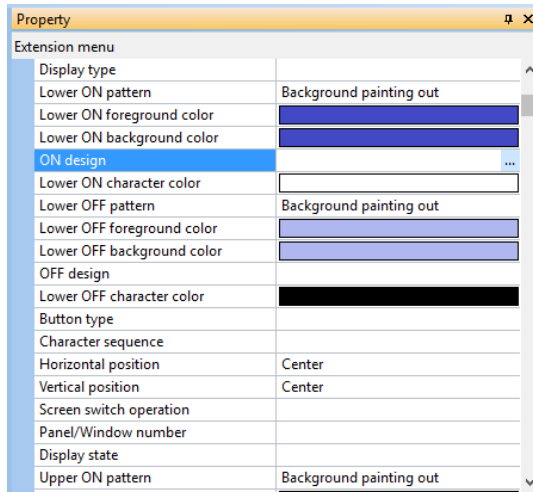 Property
Extension menu
Display type
Lower ON pattern Background painting out
Lower ON foreground color
Lower ON background color
ON design ...
Lower ON character color
Lower OFF pattern Background painting out
Lower OFF foreground color
Lower OFF background color
OFF design
Lower OFF character color
Button type
Character sequence
Horizontal position Center
Vertical position Center
Screen switch operation
Panel/Window number
Display state
Upper ON pattern Background painting out